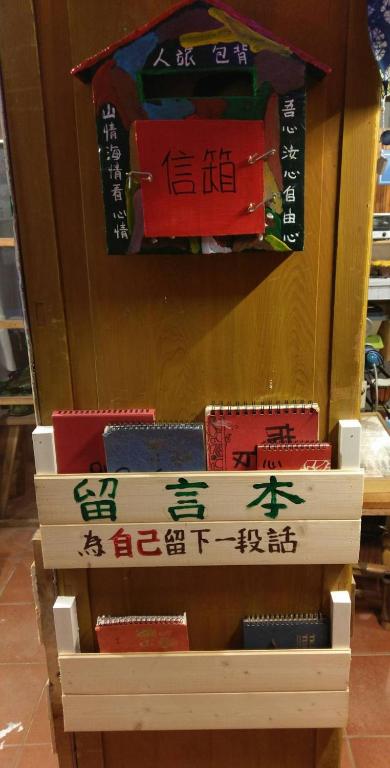 人旅 包背
山情海情看心情
吾心汝心自由心
信箱
留言本
為自己留下一段話